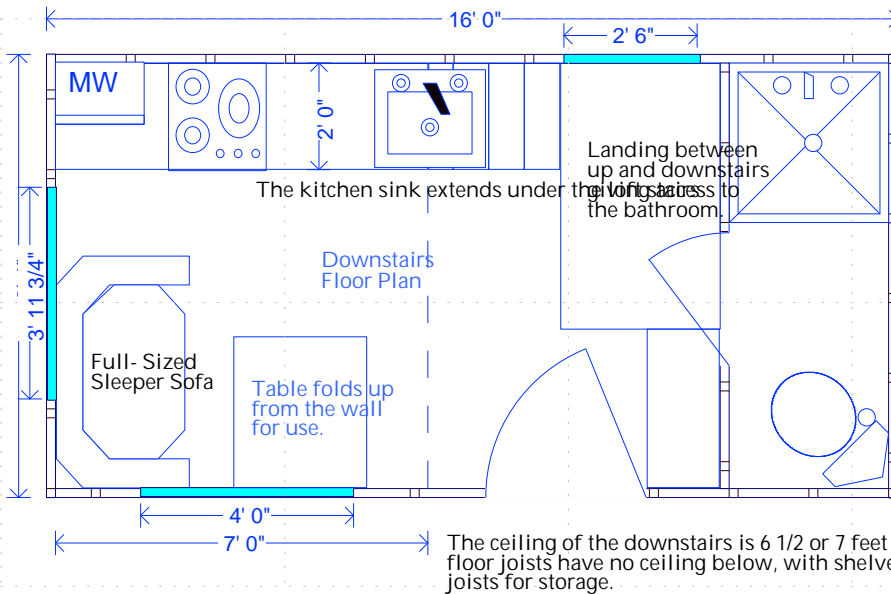 16' 0"
2' 6"
MW
2' 0"
Landing between
up and downstairs
giving access to
the bathroom.
The kitchen sink extends under the loft stairs
Downstairs
Floor Plan
3' 11 3/4"
Full-Sized
Sleeper Sofa
Table folds up
from the wall
for use.
4' 0"
7' 0"
The ceiling of the downstairs is 6 1/2 or 7 feet
floor joists have no ceiling below, with shelve
joists for storage.